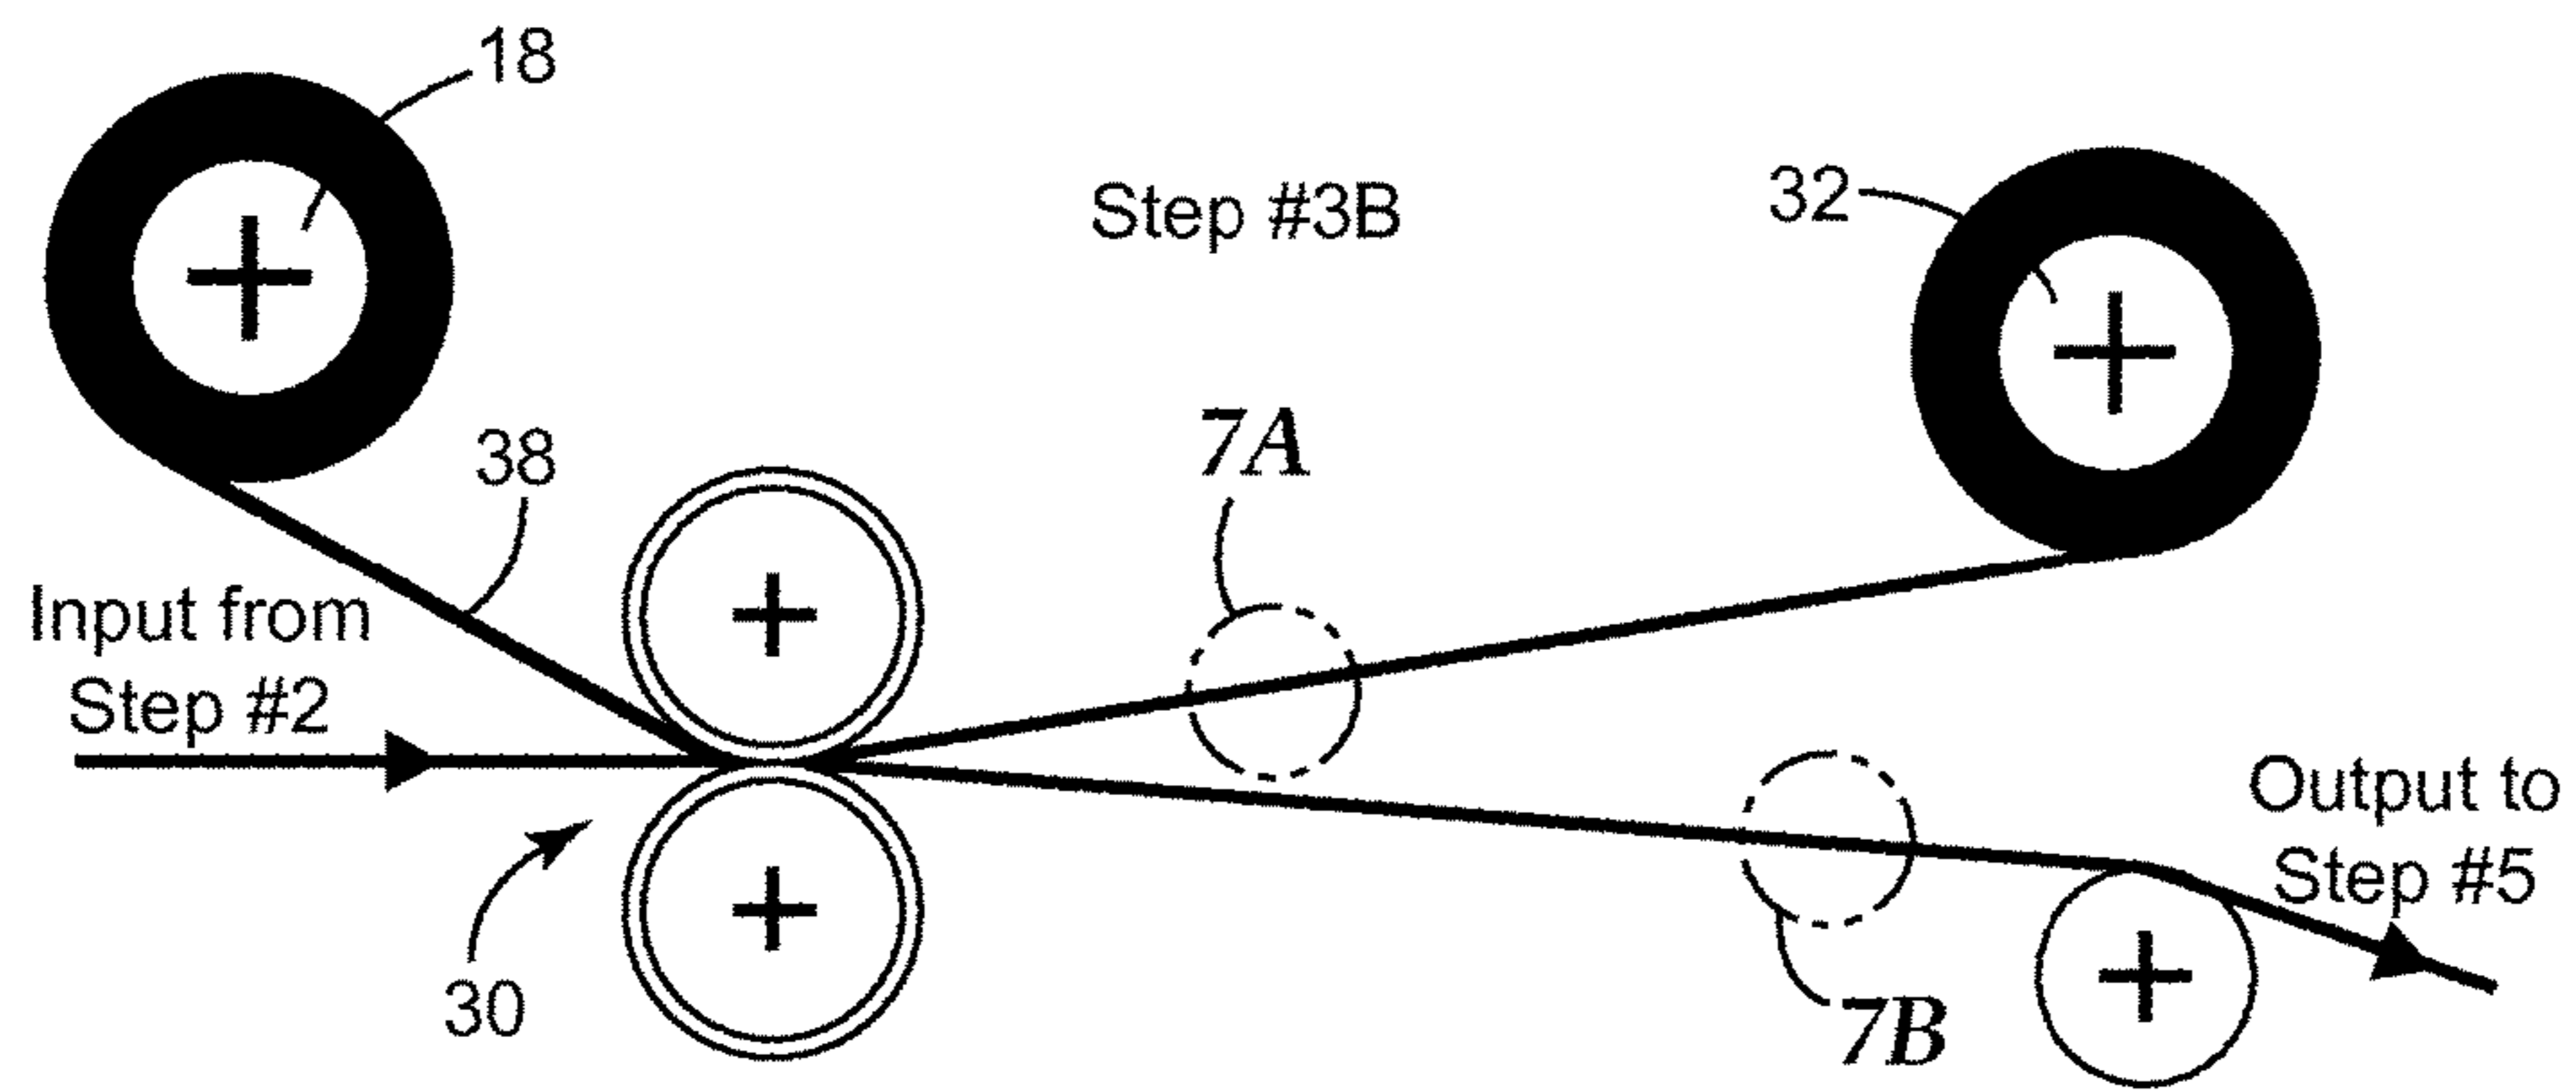 18
Step #3B
32
38
7A
Input from
Step #2
Output to
Step #5
30
7B